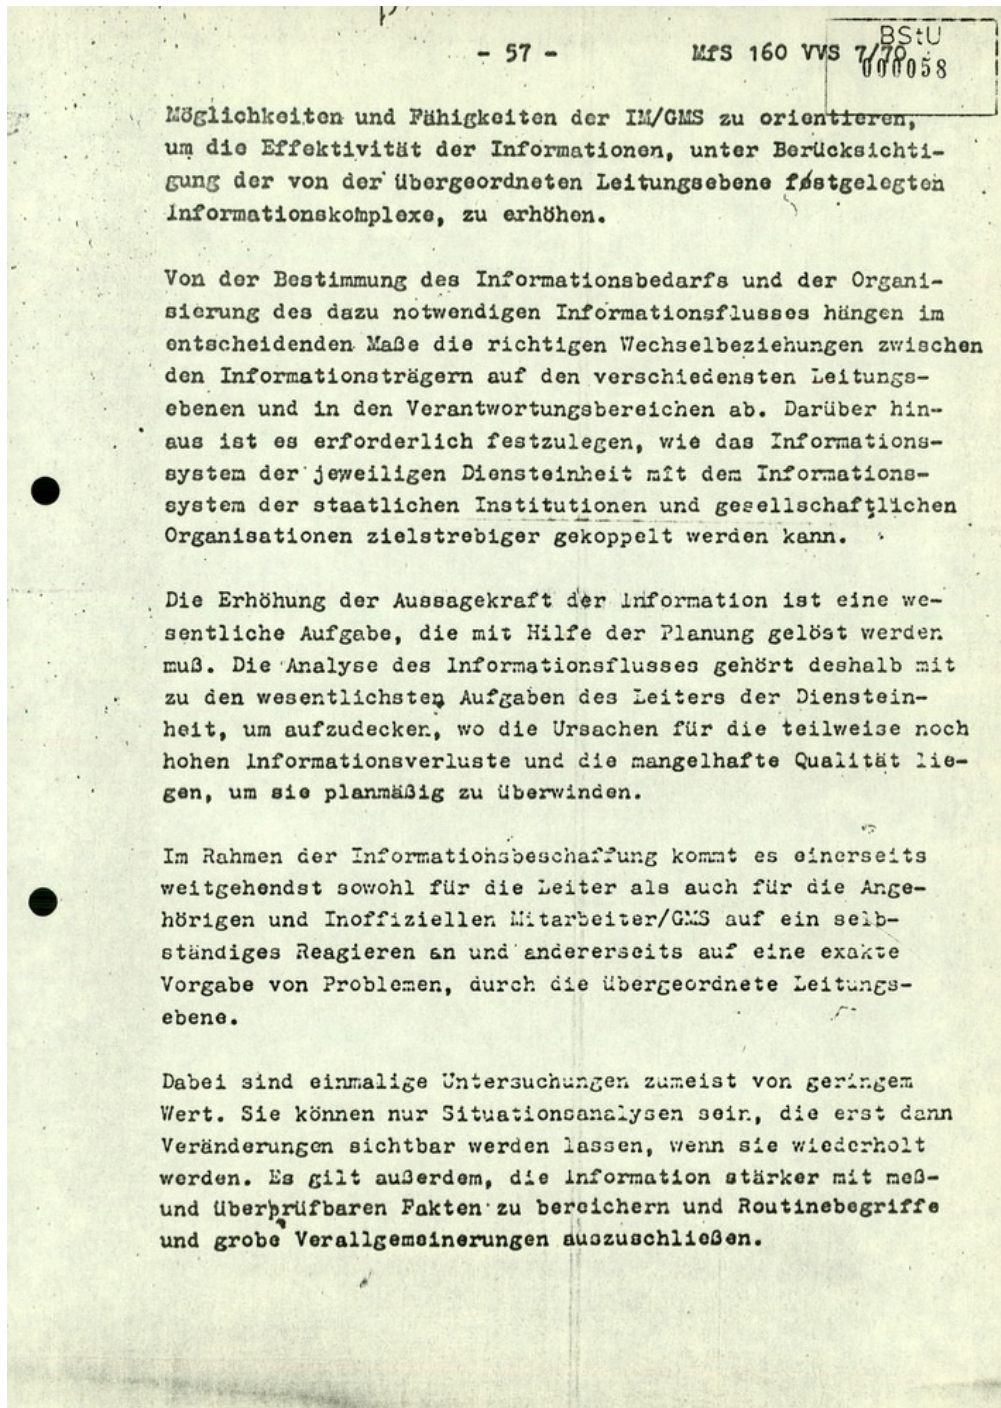 - 57 -
MfS 160 VVS 7/70
BStU
000058
Möglichkeiten und Fähigkeiten der IM/GMS zu orientieren,
um die Effektivität der Informationen, unter Berücksichti-
gung der von der übergeordneten Leitungsebene festgelegten
Informationskomplexe, zu erhöhen.
Von der Bestimmung des Informationsbedarfs und der Organi-
sierung des dazu notwendigen Informationsflusses hängen im
entscheidenden Maße die richtigen Wechselbeziehungen zwischen
den Informationsträgern auf den verschiedensten Leitungs-
ebenen und in den Verantwortungsbereichen ab. Darüber hin-
aus ist es erforderlich festzulegen, wie das Informations-
system der jeweiligen Diensteinheit mit dem Informations-
system der staatlichen Institutionen und gesellschaftlichen
Organisationen zielstrebiger gekoppelt werden kann.
Die Erhöhung der Aussagekraft der Information ist eine we-
sentliche Aufgabe, die mit Hilfe der Planung gelöst werden
muß. Die Analyse des Informationsflusses gehört deshalb mit
zu den wesentlichsten Aufgaben des Leiters der Dienstein-
heit, um aufzudecken, wo die Ursachen für die teilweise noch
hohen Informationsverluste und die mangelhafte Qualität lie-
gen, um sie planmäßig zu überwinden.
Im Rahmen der Informationsbeschaffung kommt es einerseits
weitgehendst sowohl für die Leiter als auch für die Ange-
hörigen und Inoffiziellen Mitarbeiter/GMS auf ein selb-
ständiges Reagieren an und andererseits auf eine exakte
Vorgabe von Problemen, durch die übergeordnete Leitungs-
ebene.
Dabei sind einmalige Untersuchungen zumeist von geringem
Wert. Sie können nur Situationsanalysen sein, die erst dann
Veränderungen sichtbar werden lassen, wenn sie wiederholt
werden. Es gilt außerdem, die Information stärker mit meß-
und überprüfbaren Fakten zu bereichern und Routinebegriffe
und grobe Verallgemeinerungen auszuschließen.